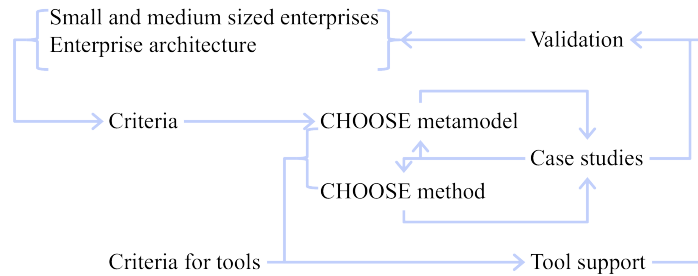 Small and medium sized enterprises
Enterprise architecture
Validation
Criteria
CHOOSE metamodel
Case studies
CHOOSE method
Criteria for tools
Tool support